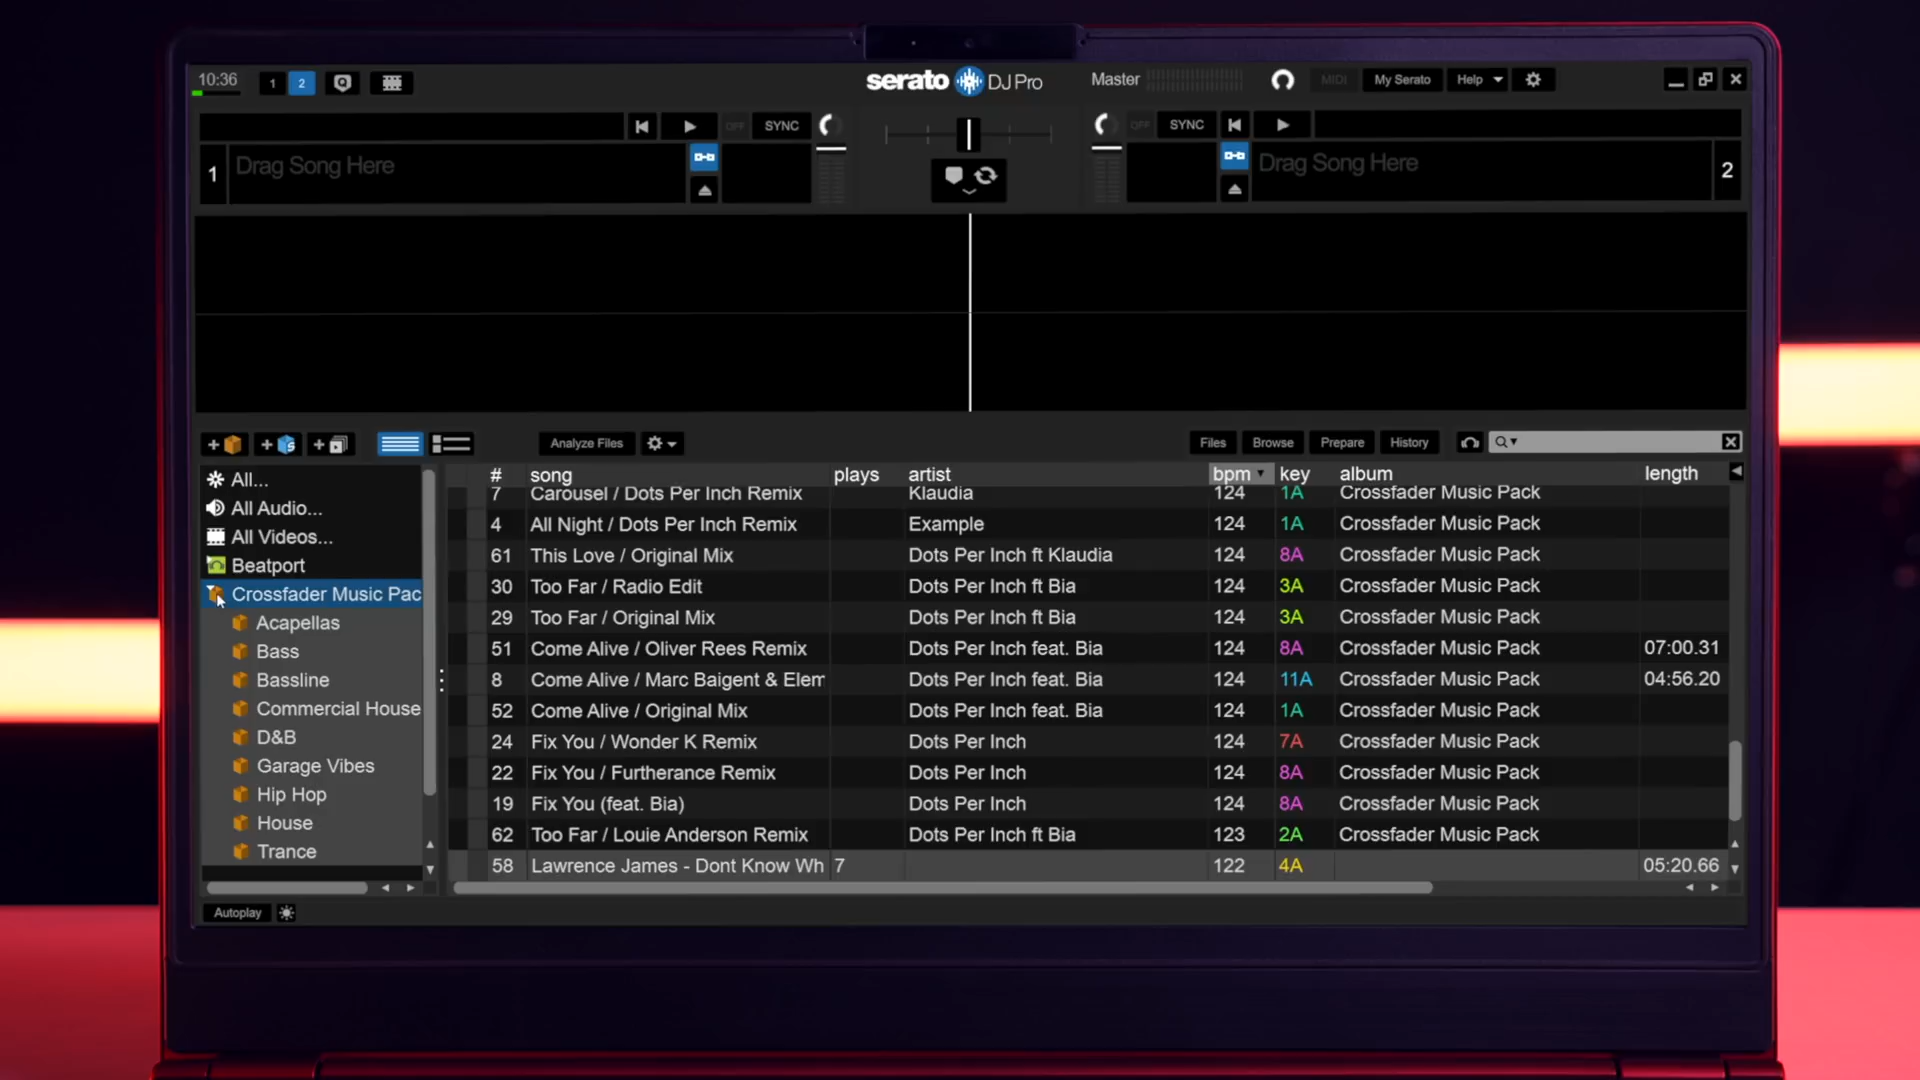 10:36 1 2 serato DJ Pro Master MIDI My Serato Help
OFF SYNC OFF SYNC
1 Drag Song Here Drag Song Here 2
Analyze Files Files Browse Prepare History
All...
All Audio...
All Videos...
Beatport
Crossfader Music Pac
Acapellas
Bass
Bassline
Commercial House
D&B
Garage Vibes
Hip Hop
House
Trance
# song plays artist bpm key album length
7 Carousel / Dots Per Inch Remix Klaudia 124 1A Crossfader Music Pack
4 All Night / Dots Per Inch Remix Example 124 1A Crossfader Music Pack
61 This Love / Original Mix Dots Per Inch ft Klaudia 124 8A Crossfader Music Pack
30 Too Far / Radio Edit Dots Per Inch ft Bia 124 3A Crossfader Music Pack
29 Too Far / Original Mix Dots Per Inch ft Bia 124 3A Crossfader Music Pack
51 Come Alive / Oliver Rees Remix Dots Per Inch feat. Bia 124 8A Crossfader Music Pack 07:00.31
8 Come Alive / Marc Baigent & Elem Dots Per Inch feat. Bia 124 11A Crossfader Music Pack 04:56.20
52 Come Alive / Original Mix Dots Per Inch feat. Bia 124 1A Crossfader Music Pack
24 Fix You / Wonder K Remix Dots Per Inch 124 7A Crossfader Music Pack
22 Fix You / Furtherance Remix Dots Per Inch 124 8A Crossfader Music Pack
19 Fix You (feat. Bia) Dots Per Inch 124 8A Crossfader Music Pack
62 Too Far / Louie Anderson Remix Dots Per Inch ft Bia 123 2A Crossfader Music Pack
58 Lawrence James - Dont Know Wh 7 122 4A 05:20.66
Autoplay